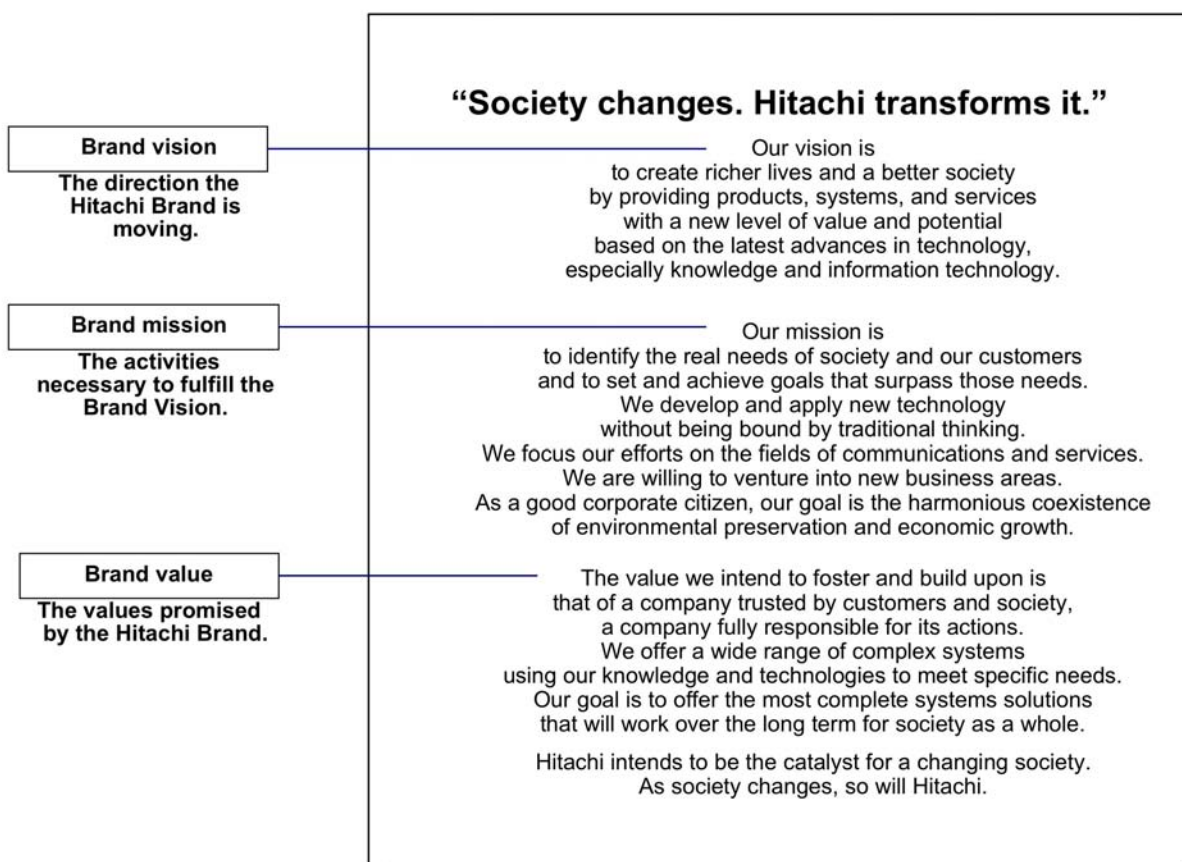 “Society changes. Hitachi transforms it.”
Brand vision
The direction the
Hitachi Brand is
moving.
Our vision is
to create richer lives and a better society
by providing products, systems, and services
with a new level of value and potential
based on the latest advances in technology,
especially knowledge and information technology.
Brand mission
The activities
necessary to fulfill the
Brand Vision.
Our mission is
to identify the real needs of society and our customers
and to set and achieve goals that surpass those needs.
We develop and apply new technology
without being bound by traditional thinking.
We focus our efforts on the fields of communications and services.
We are willing to venture into new business areas.
As a good corporate citizen, our goal is the harmonious coexistence
of environmental preservation and economic growth.
Brand value
The values promised
by the Hitachi Brand.
The value we intend to foster and build upon is
that of a company trusted by customers and society,
a company fully responsible for its actions.
We offer a wide range of complex systems
using our knowledge and technologies to meet specific needs.
Our goal is to offer the most complete systems solutions
that will work over the long term for society as a whole.
Hitachi intends to be the catalyst for a changing society.
As society changes, so will Hitachi.